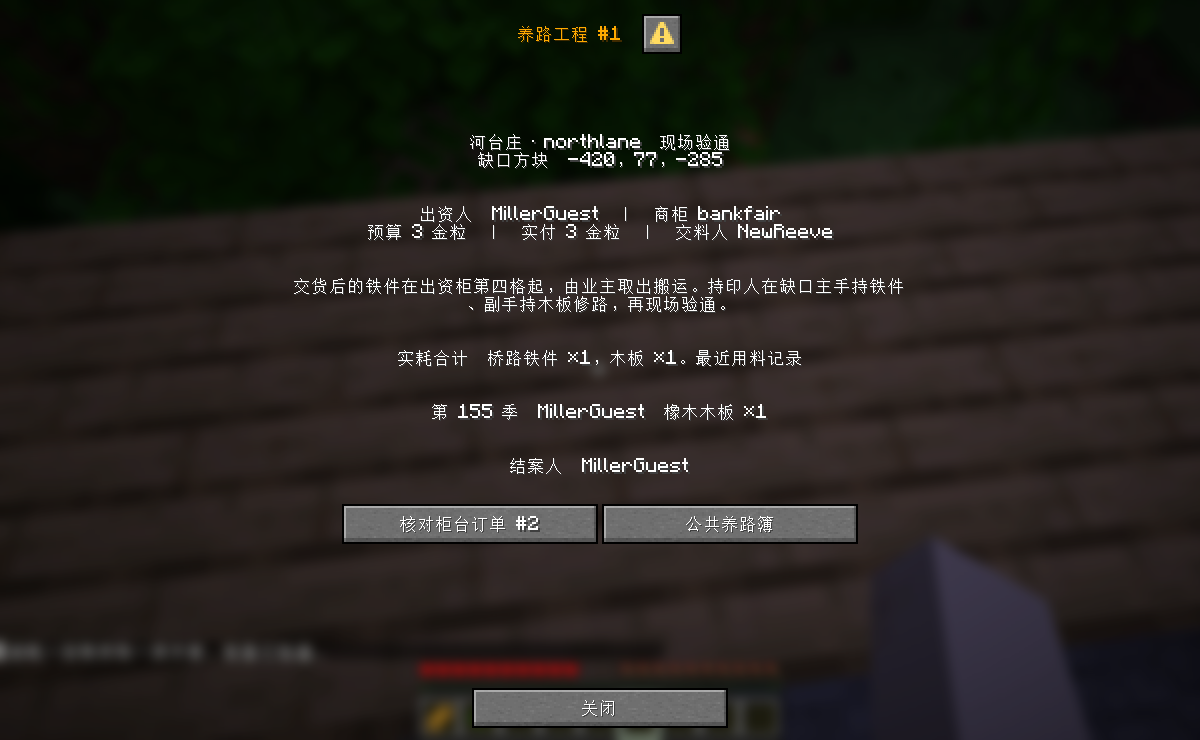 养路工程 #1
河台庄 · northlane 现场验通
缺口方块 -420, 77, -285
出资人 MillerGuest | 商柜 bankfair
预算 3 金粒 | 实付 3 金粒 | 交料人 NewReeve
交货后的铁件在出资柜第四格起，由业主取出搬运。持印人在缺口主手持铁件
、副手持木板修路，再现场验通。
实耗合计 桥路铁件 ×1，木板 ×1。最近用料记录
第 155 季 MillerGuest 橡木木板 ×1
结案人 MillerGuest
核对柜台订单 #2
公共养路簿
关闭